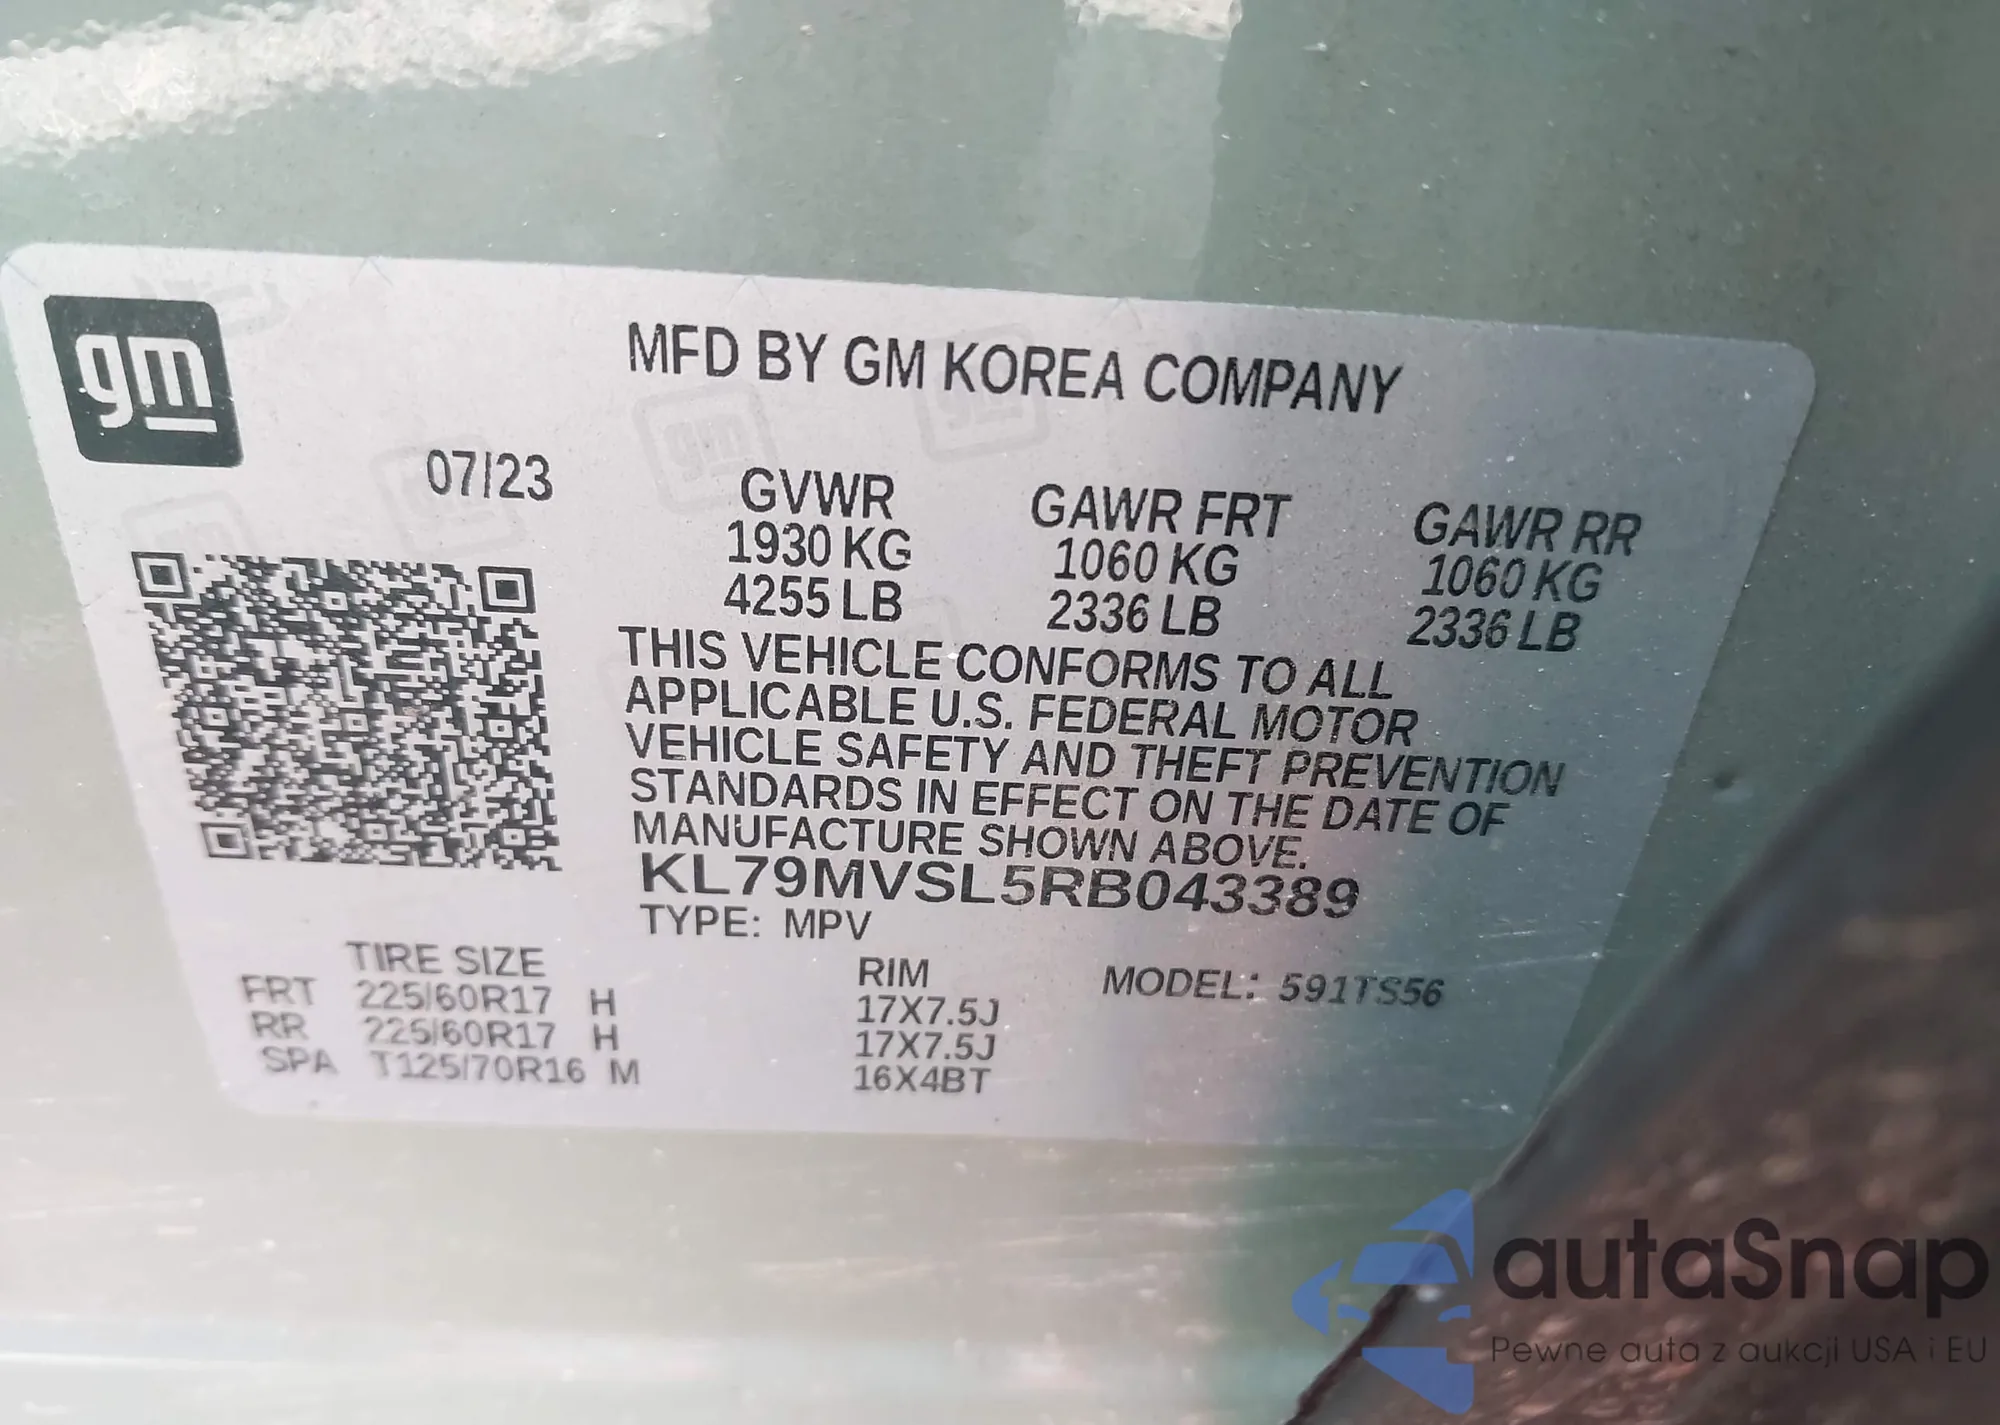 gm
MFD BY GM KOREA COMPANY
07/23
GVWR GAWR FRT GAWR RR
1930 KG 1060 KG 1060 KG
4255 LB 2336 LB 2336 LB
THIS VEHICLE CONFORMS TO ALL
APPLICABLE U.S. FEDERAL MOTOR
VEHICLE SAFETY AND THEFT PREVENTION
STANDARDS IN EFFECT ON THE DATE OF
MANUFACTURE SHOWN ABOVE.
KL79MVSL5RB043389
TYPE: MPV
TIRE SIZE RIM MODEL: 591TS56
FRT 225/60R17 H 17X7.5J
RR 225/60R17 H 17X7.5J
SPA T125/70R16 M 16X4BT
autaSnap
Pewne auta z aukcji USA i EU